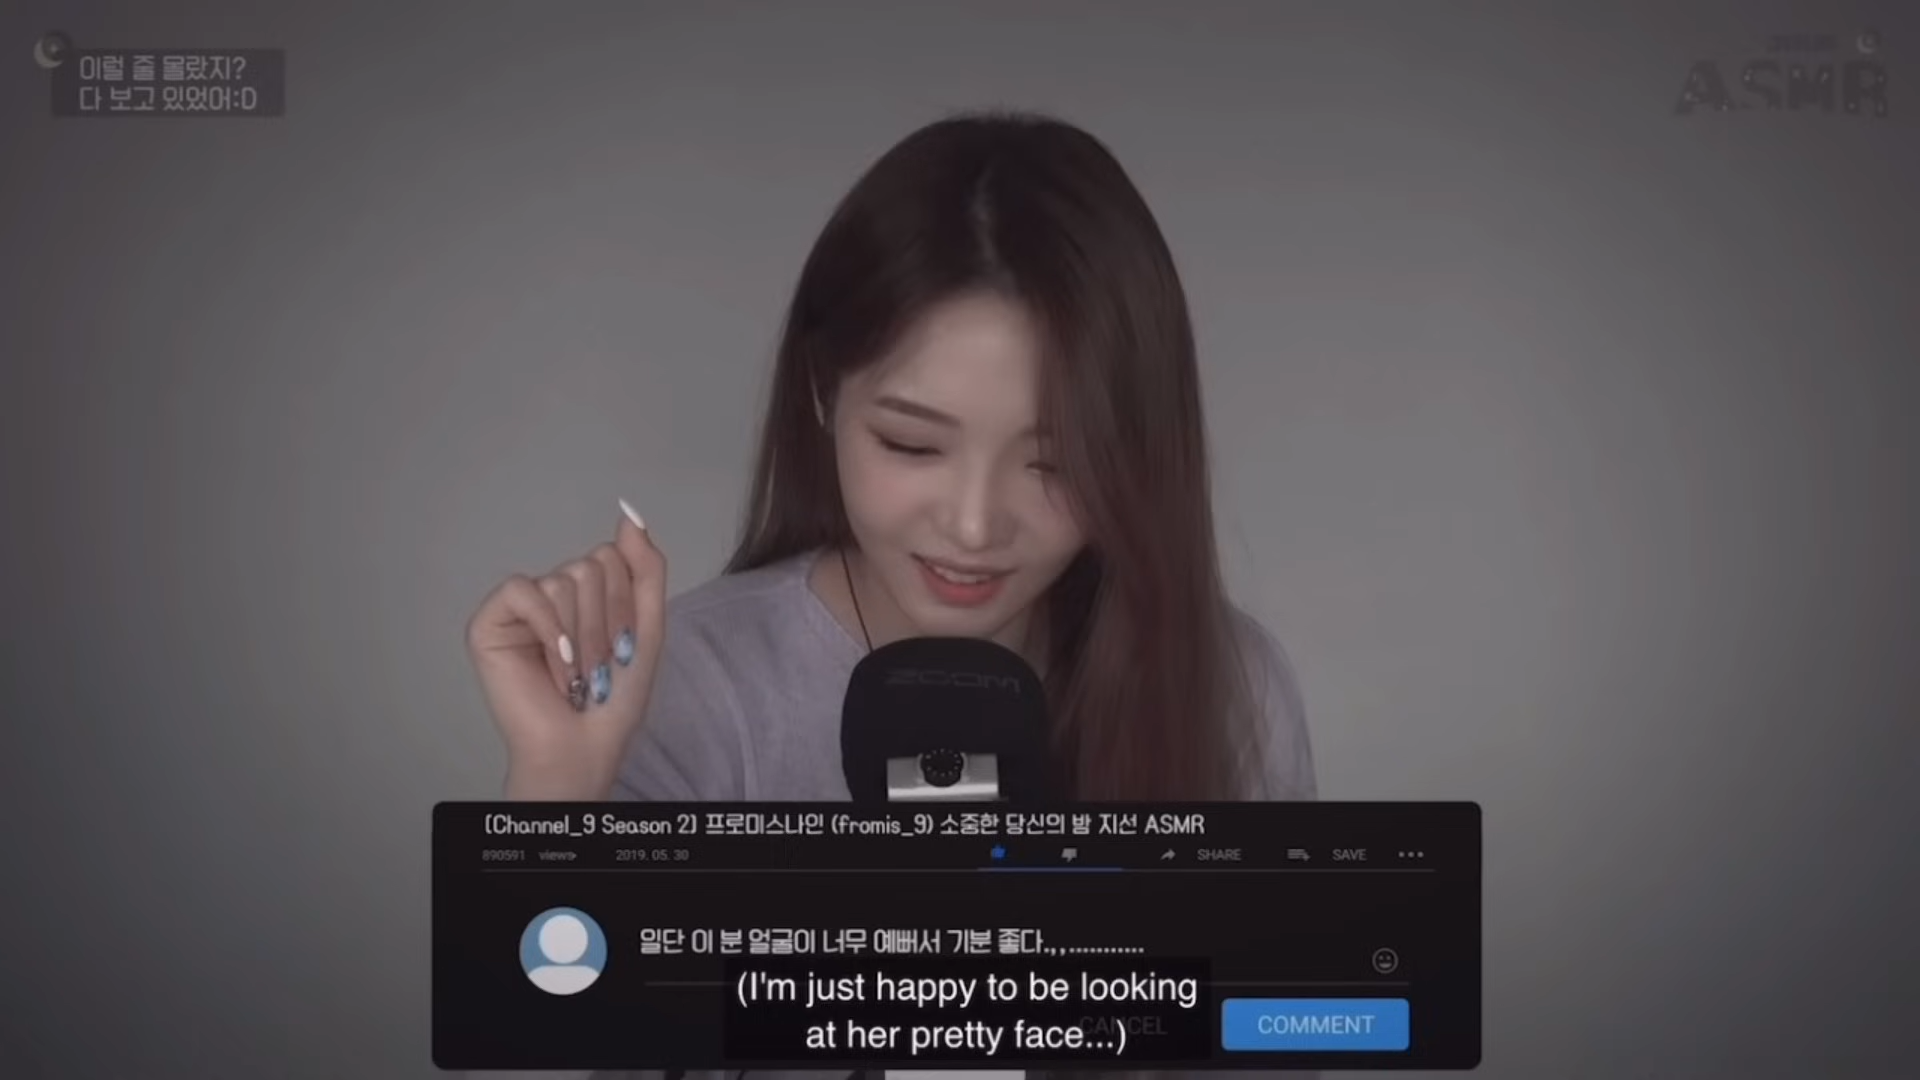 이럴 줄 몰랐지?
다 보고 있었어:D
ASMR
ZOOM
[Channel_9 Season 2] 프로미스나인 (fromis_9) 소중한 당신의 밤 지선 ASMR
890591 views 2019. 05. 30 SHARE SAVE
일단 이 분 얼굴이 너무 예뻐서 기분 좋다.,,...........
(I'm just happy to be looking
at her pretty face...)
CANCEL COMMENT